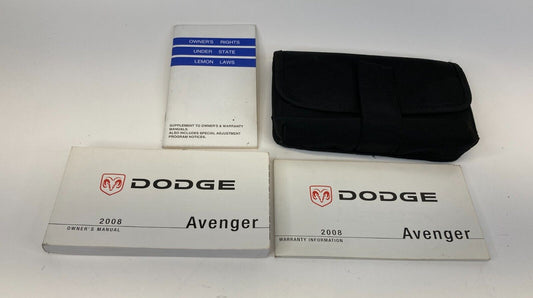 OWNER'S RIGHTS
UNDER STATE
LEMON LAWS
SUPPLEMENT TO OWNER'S & WARRANTY
MANUALS.
ALSO INCLUDES SPECIAL ADJUSTMENT
PROGRAM NOTICES.
DODGE
2008
OWNER'S MANUAL
Avenger
DODGE
2008
WARRANTY INFORMATION
Avenger